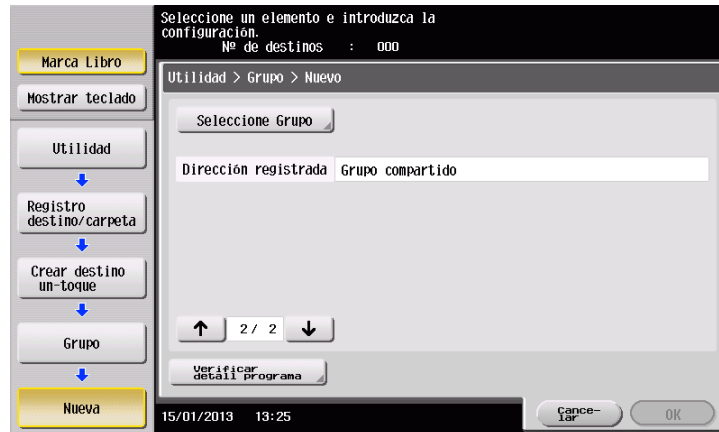 Seleccione un elemento e introduzca la
configuración.
Nº de destinos : 000
Marca Libro
Mostrar teclado
Utilidad
Registro
destino/carpeta
Crear destino
un-toque
Grupo
Nueva
Utilidad > Grupo > Nuevo
Seleccione Grupo
Dirección registrada Grupo compartido
2/ 2
Verificar
detall programa
15/01/2013 13:25
Cance-
lar
OK